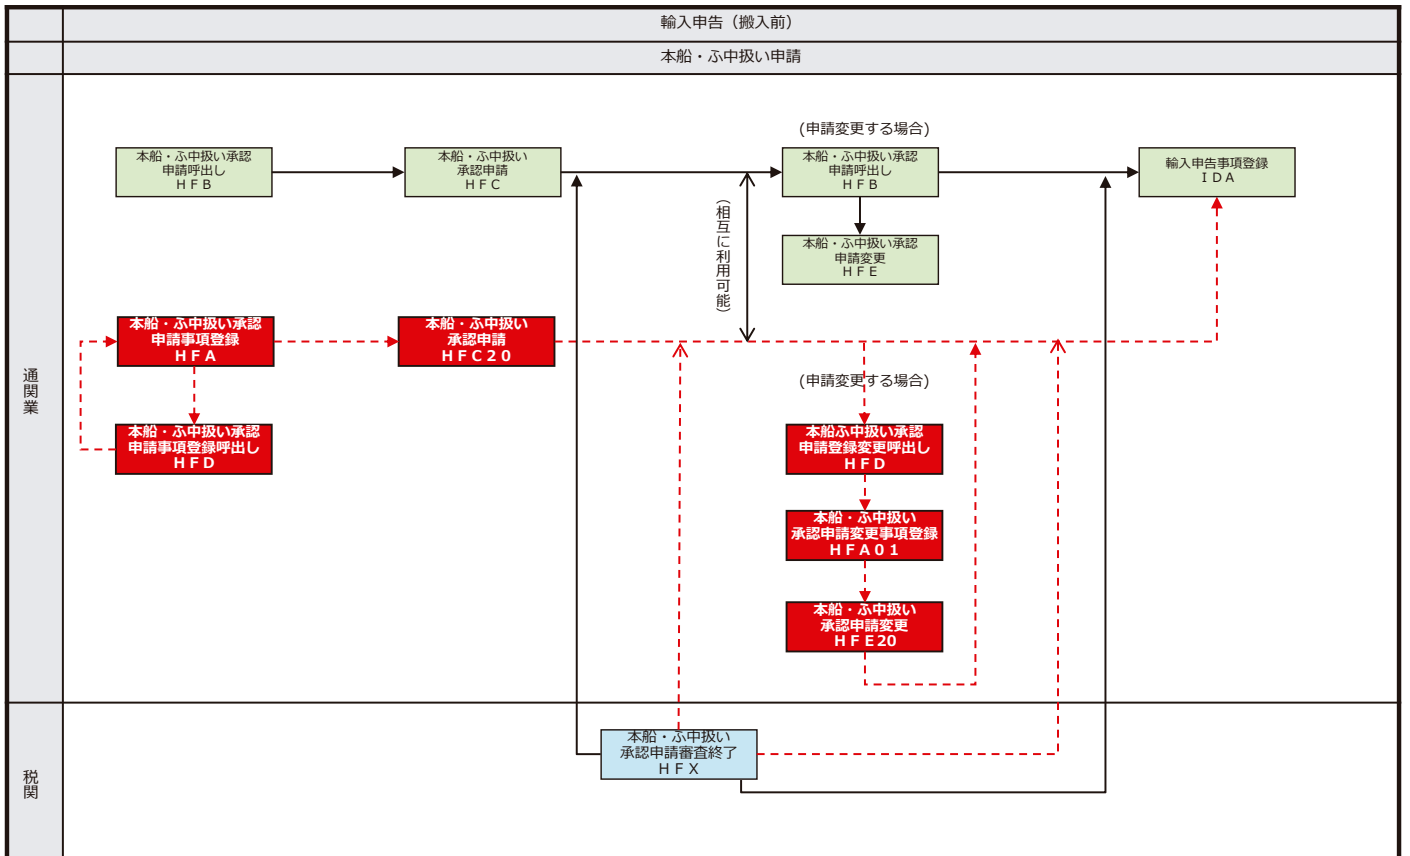 輸入申告（搬入前）
本船・ふ中扱い申請
通関業
(申請変更する場合)
本船・ふ中扱い承認
申請呼出し
ＨＦＢ
本船・ふ中扱い
承認申請
ＨＦＣ
本船・ふ中扱い承認
申請呼出し
ＨＦＢ
輸入申告事項登録
ＩＤＡ
（相互に利用可能）
本船・ふ中扱い承認
申請変更
ＨＦＥ
本船・ふ中扱い承認
申請事項登録
ＨＦＡ
本船・ふ中扱い
承認申請
ＨＦＣ２０
(申請変更する場合)
本船・ふ中扱い承認
申請事項登録呼出し
ＨＦＤ
本船ふ中扱い承認
申請登録変更呼出し
ＨＦＤ
本船・ふ中扱い
承認申請変更事項登録
ＨＦＡ０１
本船・ふ中扱い
承認申請変更
ＨＦＥ20
税関
本船・ふ中扱い
承認申請審査終了
ＨＦＸ